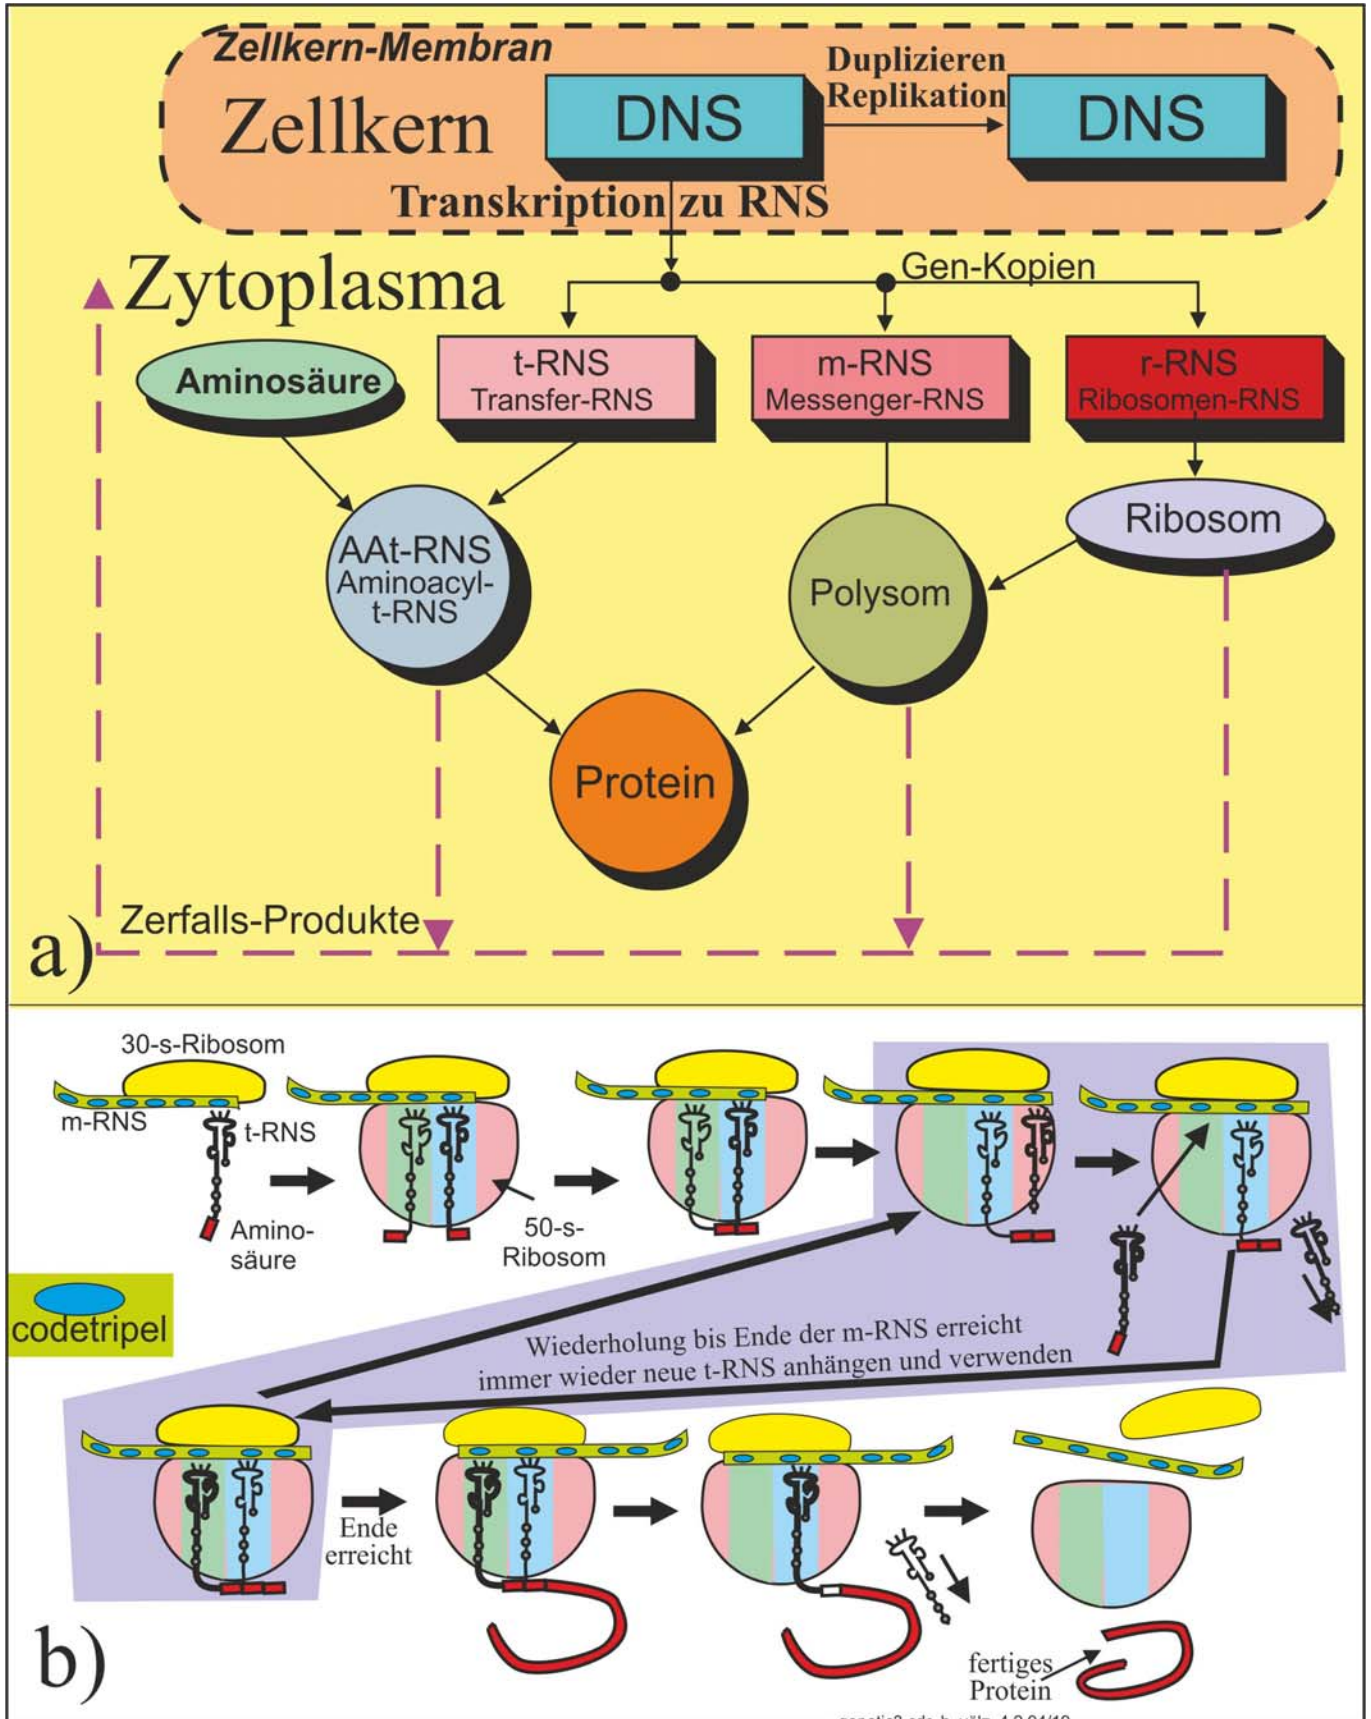 Zellkern-Membran
Duplizieren
Replikation
Zellkern
DNS
DNS
Transkription zu RNS
Zytoplasma
Gen-Kopien
Aminosäure
t-RNS
Transfer-RNS
m-RNS
Messenger-RNS
r-RNS
Ribosomen-RNS
AAt-RNS
Aminoacyl-
t-RNS
Polysom
Ribosom
Protein
Zerfalls-Produkte
a)
30-s-Ribosom
m-RNS
t-RNS
Amino-
säure
50-s-
Ribosom
codetripel
Wiederholung bis Ende der m-RNS erreicht
immer wieder neue t-RNS anhängen und verwenden
Ende
erreicht
b)
fertiges
Protein